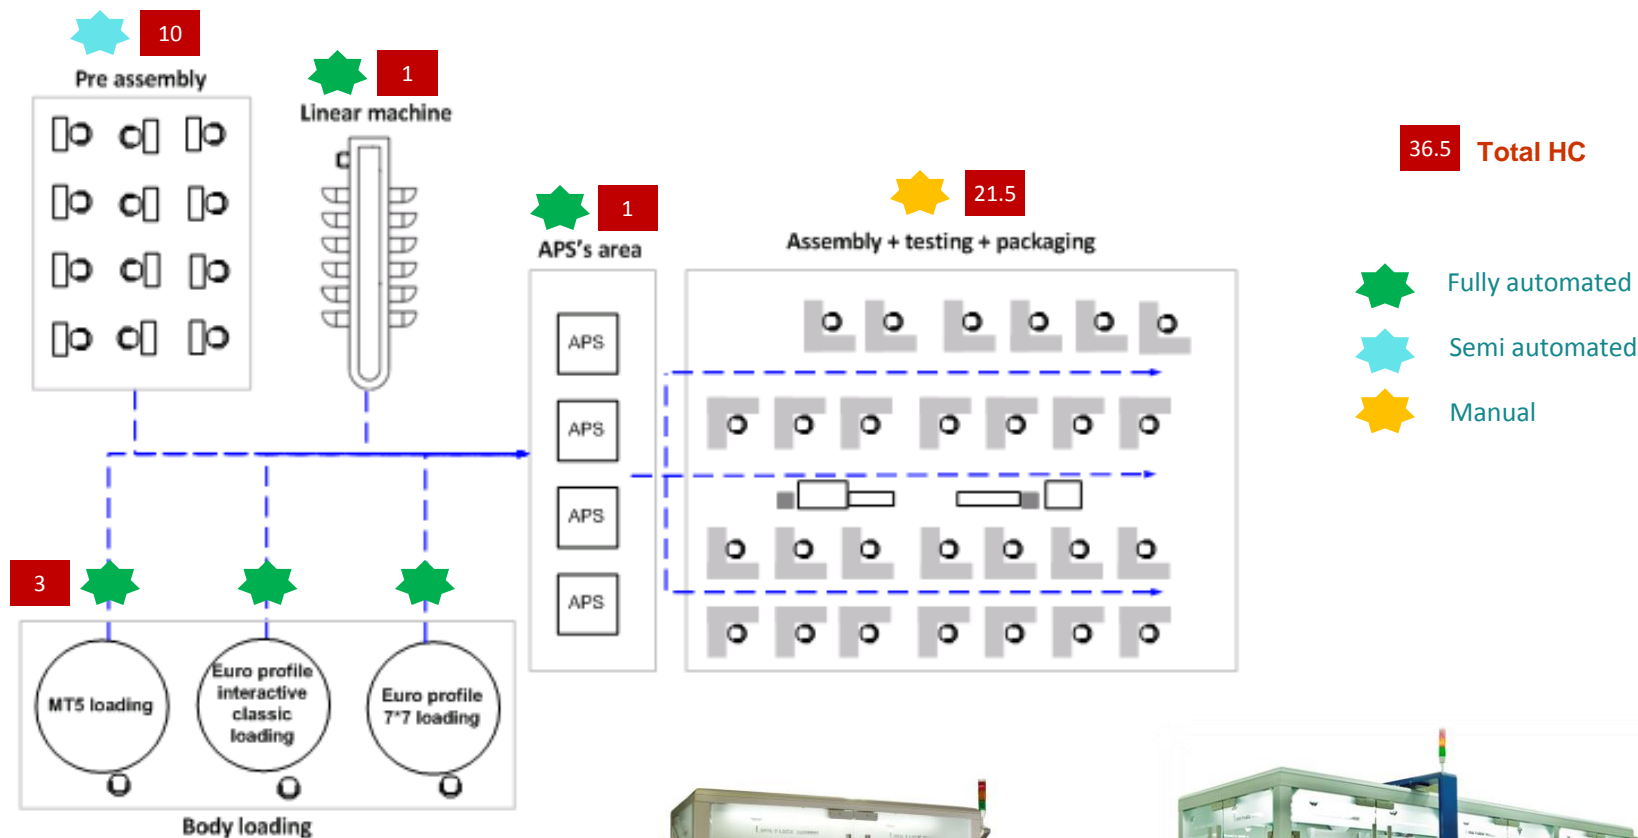 10
Pre assembly
1
Linear machine
36.5 Total HC
1
APS's area
21.5
Assembly + testing + packaging
Fully automated
Semi automated
Manual
APS
APS
APS
APS
3
MT5 loading
Euro profile
interactive
classic
loading
Euro profile
7*7 loading
Body loading